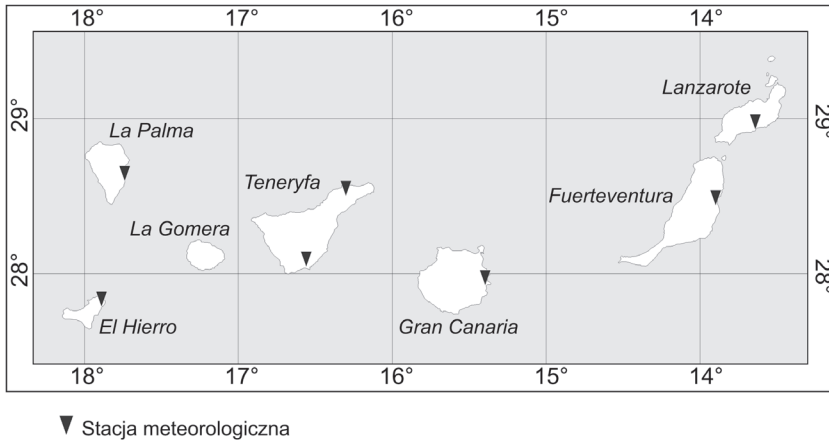 18° 17° 16° 15° 14°
Lanzarote
29° 29°
La Palma
Teneryfa
Fuerteventura
La Gomera
28° 28°
El Hierro
Gran Canaria
18° 17° 16° 15° 14°
Stacja meteorologiczna